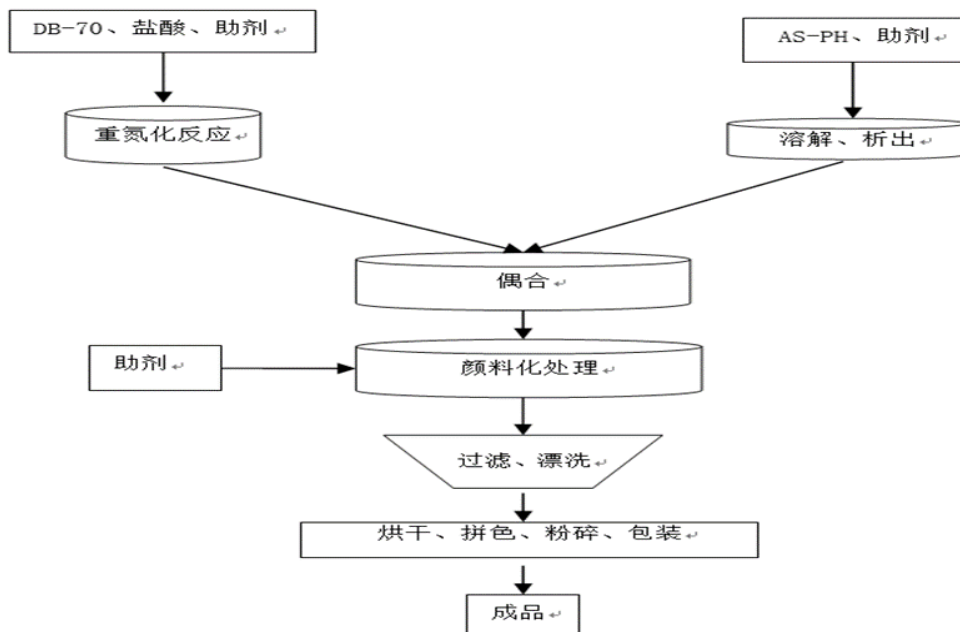 DB-70、盐酸、助剂↵
AS-PH、助剂↵
重氮化反应↵
溶解、析出↵
偶合↵
助剂↵
颜料化处理↵
过滤、漂洗↵
烘干、拼色、粉碎、包装↵
成品↵